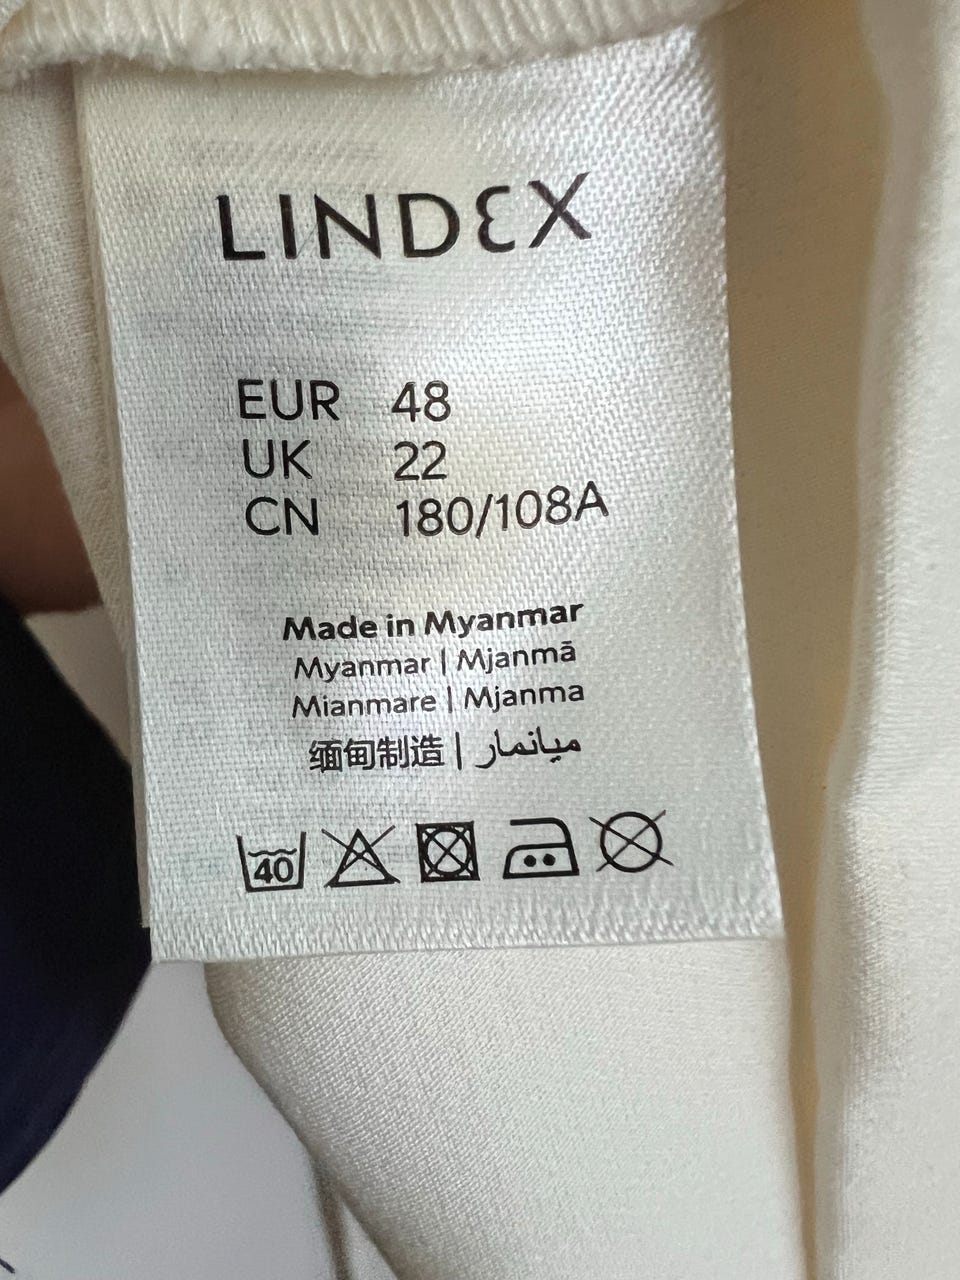 LINDEX
EUR 48
UK 22
CN 180/108A
Made in Myanmar
Myanmar | Mjanmā
Mianmare | Mjanma
缅甸制造 | ميانمار
40